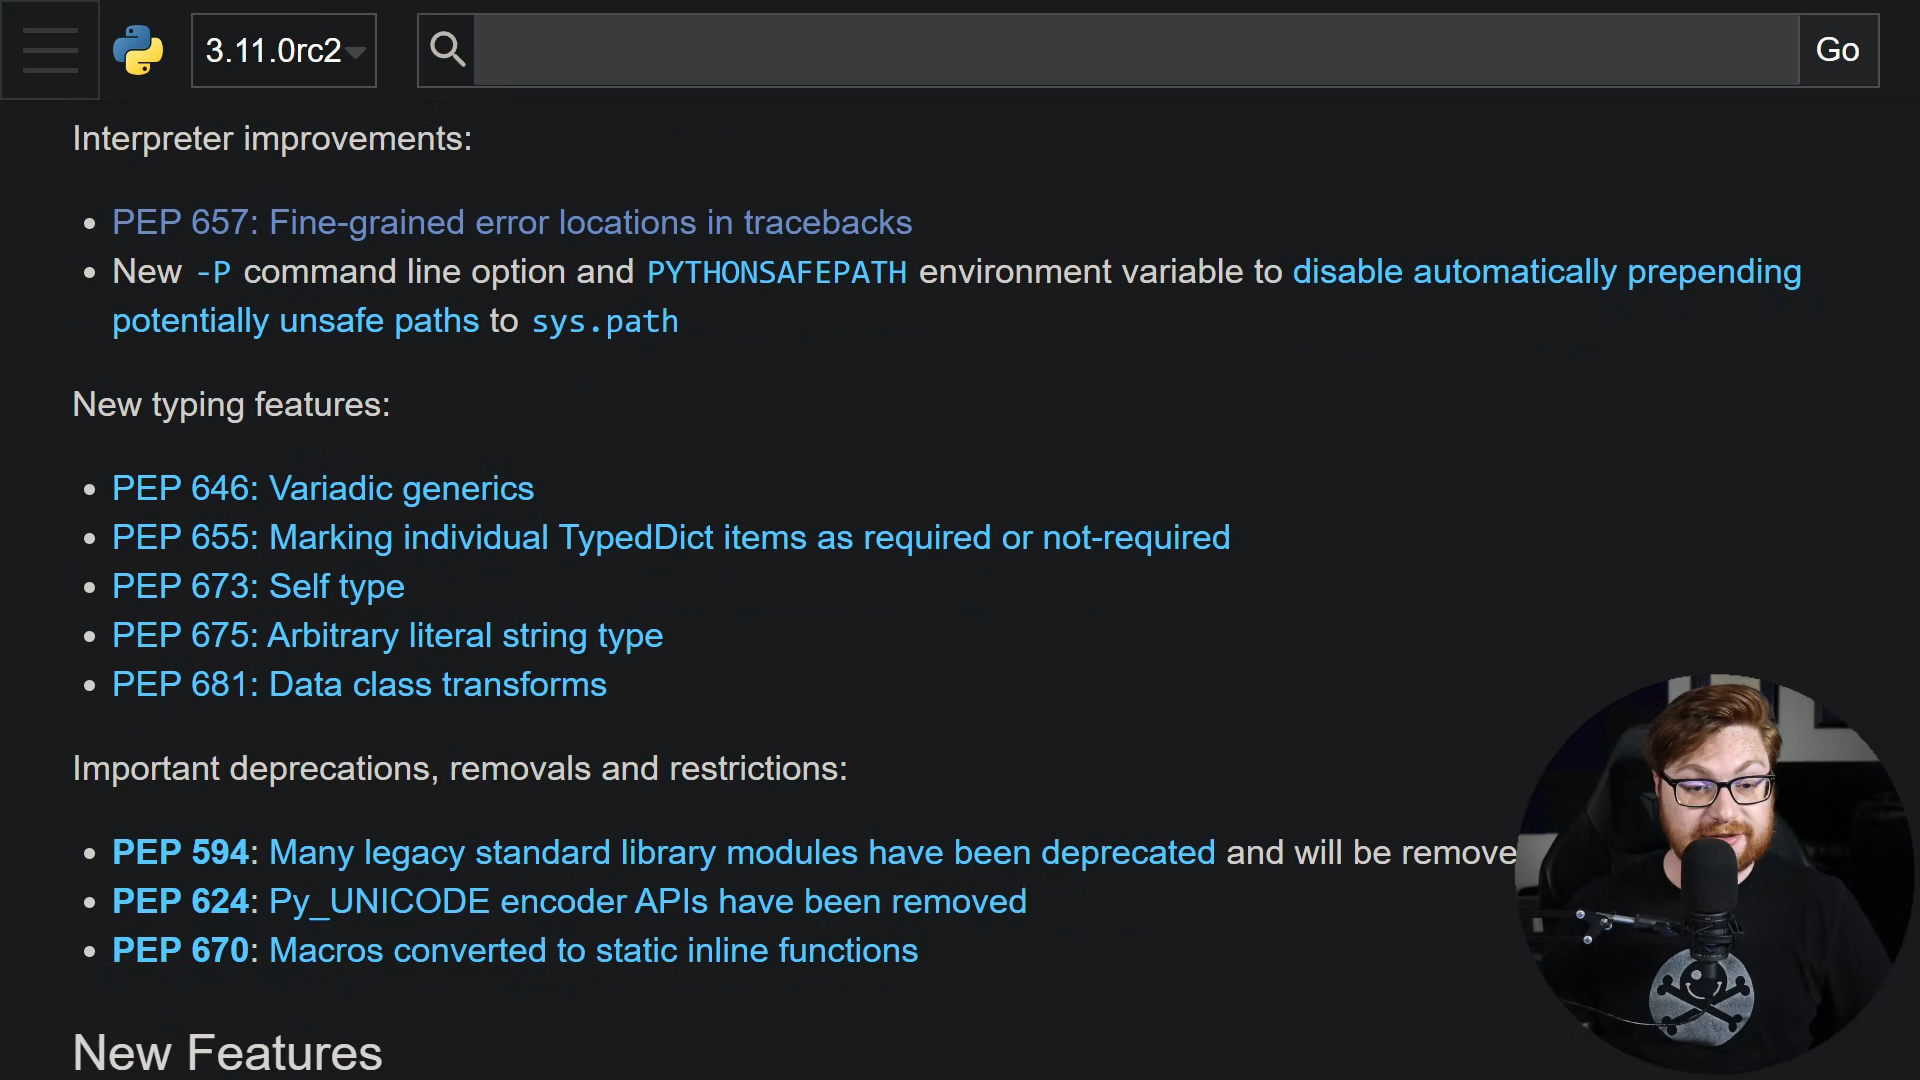 3.11.0rc2
Go
Interpreter improvements:
PEP 657: Fine-grained error locations in tracebacks
New -P command line option and PYTHONSAFEPATH environment variable to disable automatically prepending
potentially unsafe paths to sys.path
New typing features:
PEP 646: Variadic generics
PEP 655: Marking individual TypedDict items as required or not-required
PEP 673: Self type
PEP 675: Arbitrary literal string type
PEP 681: Data class transforms
Important deprecations, removals and restrictions:
PEP 594: Many legacy standard library modules have been deprecated and will be remove
PEP 624: Py_UNICODE encoder APIs have been removed
PEP 670: Macros converted to static inline functions
New Features